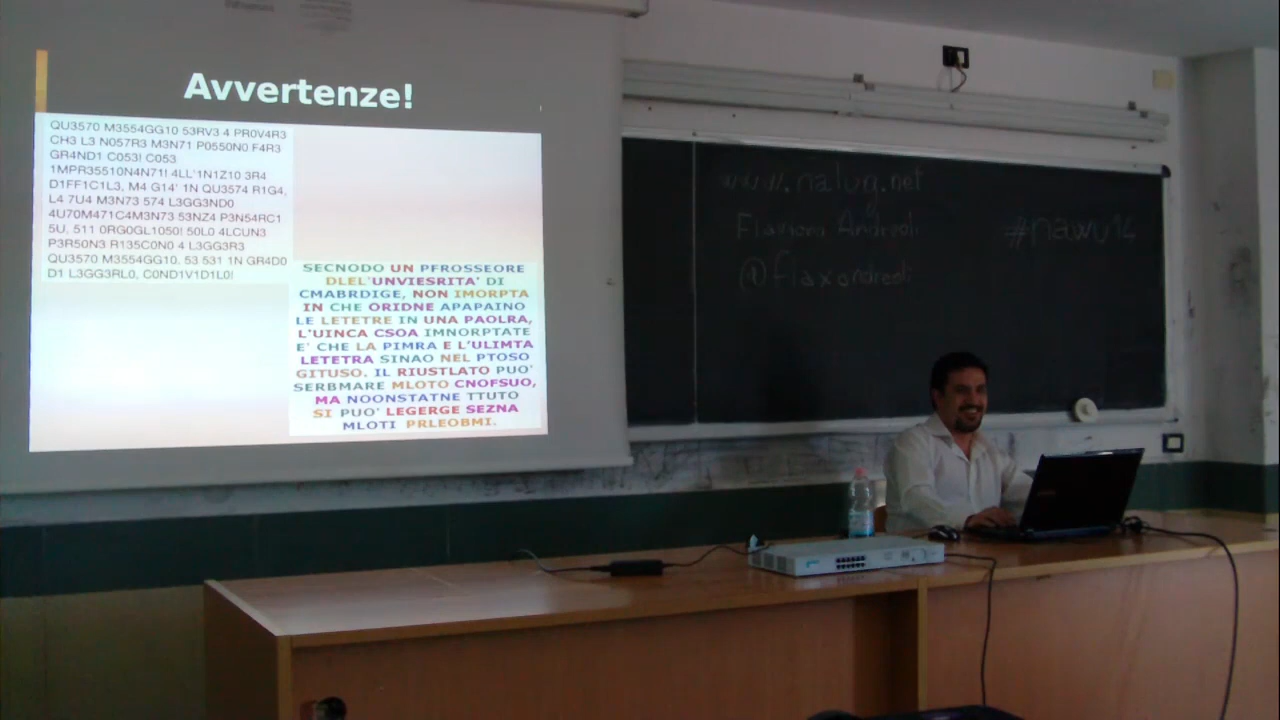 Avvertenze!
QU3570 M3554GG10 53RV3 4 PR0V4R3
CH3 L3 N057R3 M3N71 P0550N0 F4R3
GR4ND1 C053! C053
1MPR35510N4N71! 4LL'1N1Z10 3R4
D1FF1C1L3, M4 G14' 1N QU3574 R1G4,
L4 7U4 M3N73 574 L3GG3ND0
4U70M471C4M3N73 53NZ4 P3N54RC1
5U, 511 0RG0GL1050! 50L0 4LCUN3
P3R50N3 R135C0N0 4 L3GG3R3
QU3570 M3554GG10. 53 531 1N GR4D0
D1 L3GG3RL0, C0ND1V1D1L0!
SECNODO UN PFROSSEORE
DLEL'UNVIESRITA' DI
CMABRDIGE, NON IMORPTA
IN CHE ORIDNE APAPAINO
LE LETETRE IN UNA PAOLRA,
L'UINCA CSOA IMNORPTATE
E' CHE LA PIMRA E L'ULIMTA
LETETRA SINAO NEL PTOSO
GITUSO. IL RIUSTLATO PUO'
SERBMARE MLOTO CNOFSUO,
MA NOONSTATNE TTUTO
SI PUO' LEGERGE SEZNA
MLOTI PRLEOBMI.
www.nalug.net
Flaviano Andreoli
@flaxandreoli
#nawu14